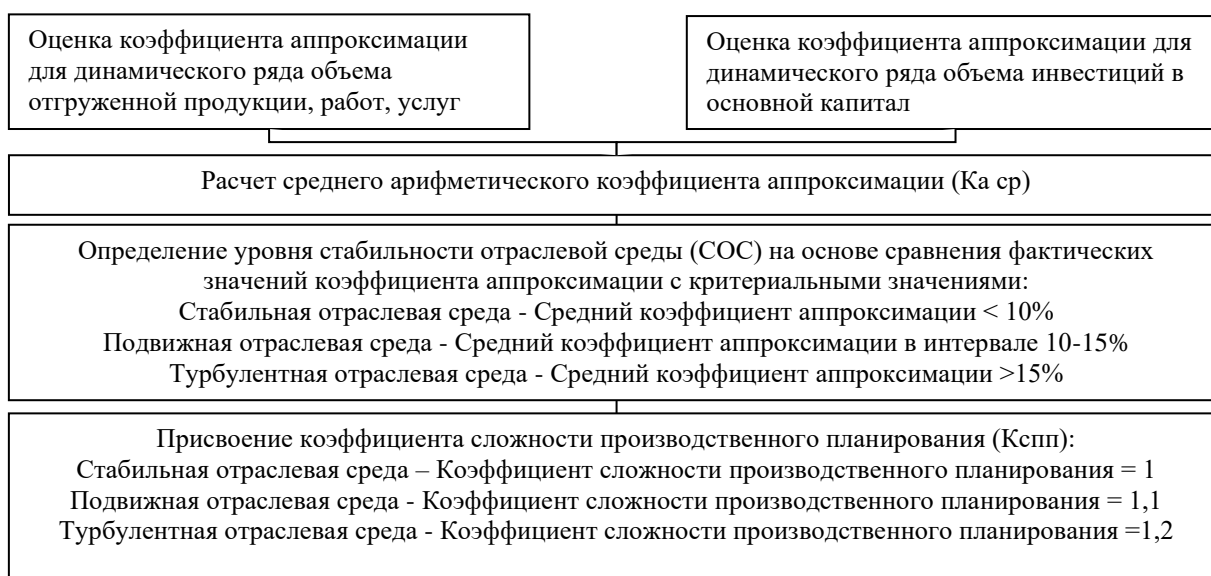 Оценка коэффициента аппроксимации
для динамического ряда объема
отгруженной продукции, работ, услуг
Оценка коэффициента аппроксимации для
динамического ряда объема инвестиций в
основной капитал
Расчет среднего арифметического коэффициента аппроксимации (Ка ср)
Определение уровня стабильности отраслевой среды (СОС) на основе сравнения фактических
значений коэффициента аппроксимации с критериальными значениями:
Стабильная отраслевая среда - Средний коэффициент аппроксимации < 10%
Подвижная отраслевая среда - Средний коэффициент аппроксимации в интервале 10-15%
Турбулентная отраслевая среда - Средний коэффициент аппроксимации >15%
Присвоение коэффициента сложности производственного планирования (Кспп):
Стабильная отраслевая среда – Коэффициент сложности производственного планирования = 1
Подвижная отраслевая среда - Коэффициент сложности производственного планирования = 1,1
Турбулентная отраслевая среда - Коэффициент сложности производственного планирования =1,2